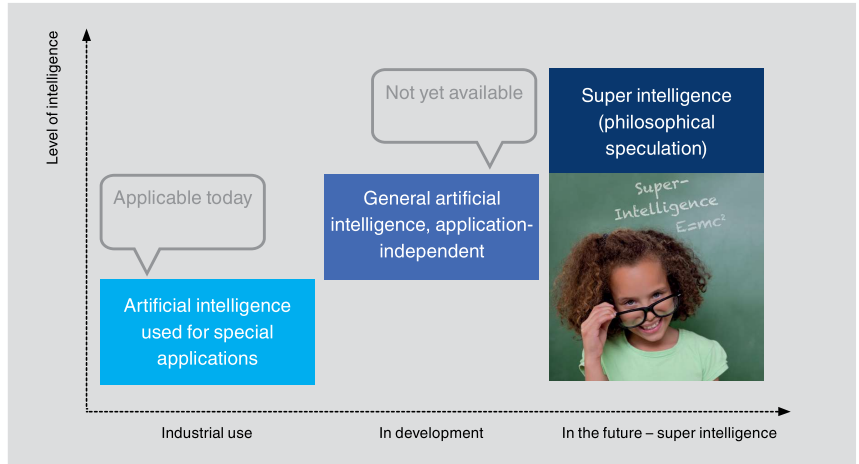 Level of intelligence
Not yet available
Super intelligence
(philosophical
speculation)
Applicable today
General artificial
intelligence, application-
independent
Super-
Intelligence
E=mc²
Artificial intelligence
used for special
applications
Industrial use
In development
In the future – super intelligence